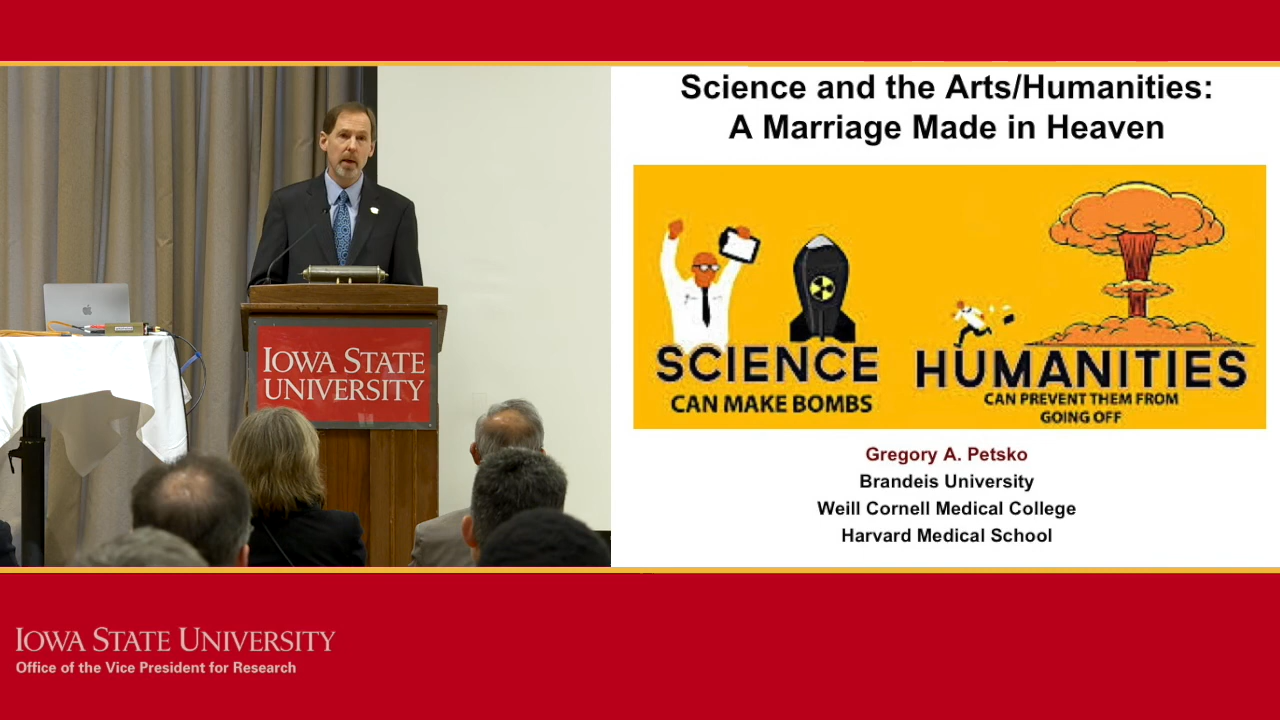 Science and the Arts/Humanities:
A Marriage Made in Heaven
SCIENCE
CAN MAKE BOMBS
HUMANITIES
CAN PREVENT THEM FROM
GOING OFF
Gregory A. Petsko
Brandeis University
Weill Cornell Medical College
Harvard Medical School
IOWA STATE
UNIVERSITY
IOWA STATE UNIVERSITY
Office of the Vice President for Research